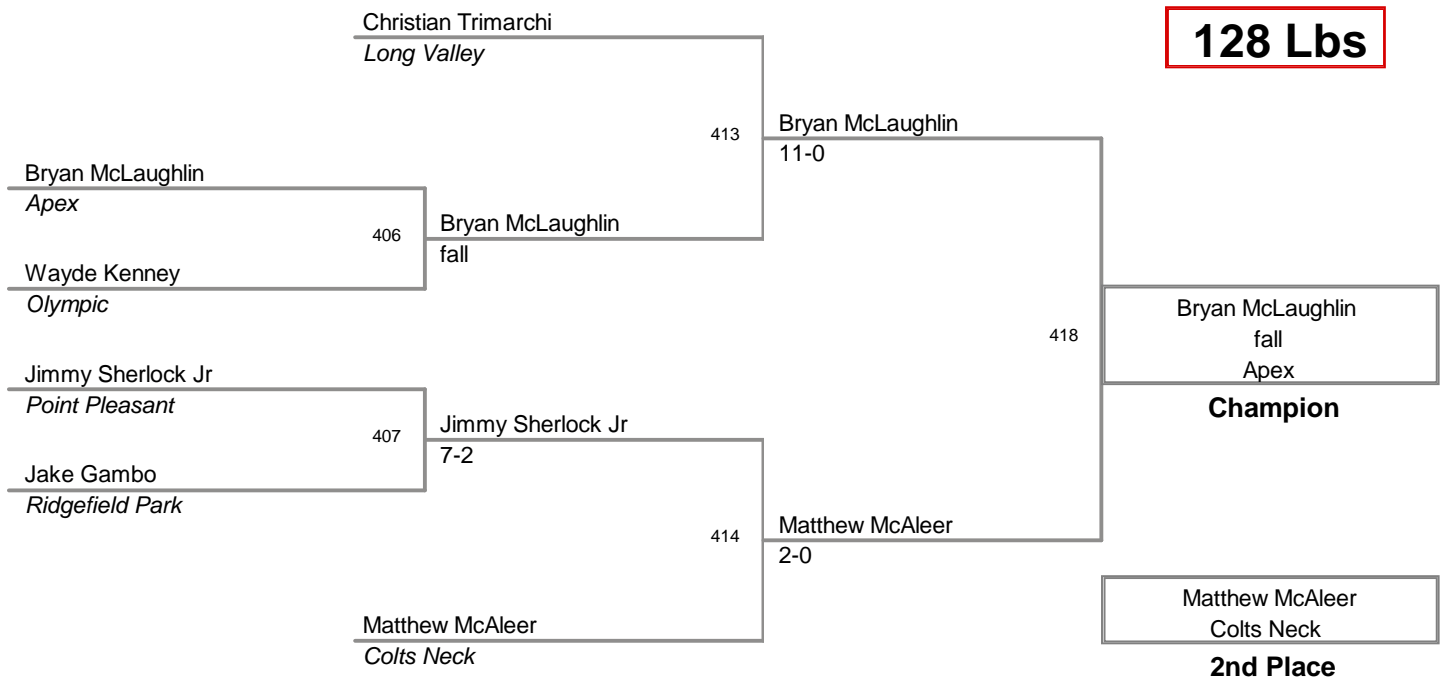 Christian Trimarchi
Long Valley
128 Lbs
413
Bryan McLaughlin
11-0
Bryan McLaughlin
Apex
406
Bryan McLaughlin
fall
Wayde Kenney
Olympic
418
Bryan McLaughlin
fall
Apex
Champion
Jimmy Sherlock Jr
Point Pleasant
407
Jimmy Sherlock Jr
7-2
Jake Gambo
Ridgefield Park
414
Matthew McAleer
2-0
Matthew McAleer
Colts Neck
Matthew McAleer
Colts Neck
2nd Place